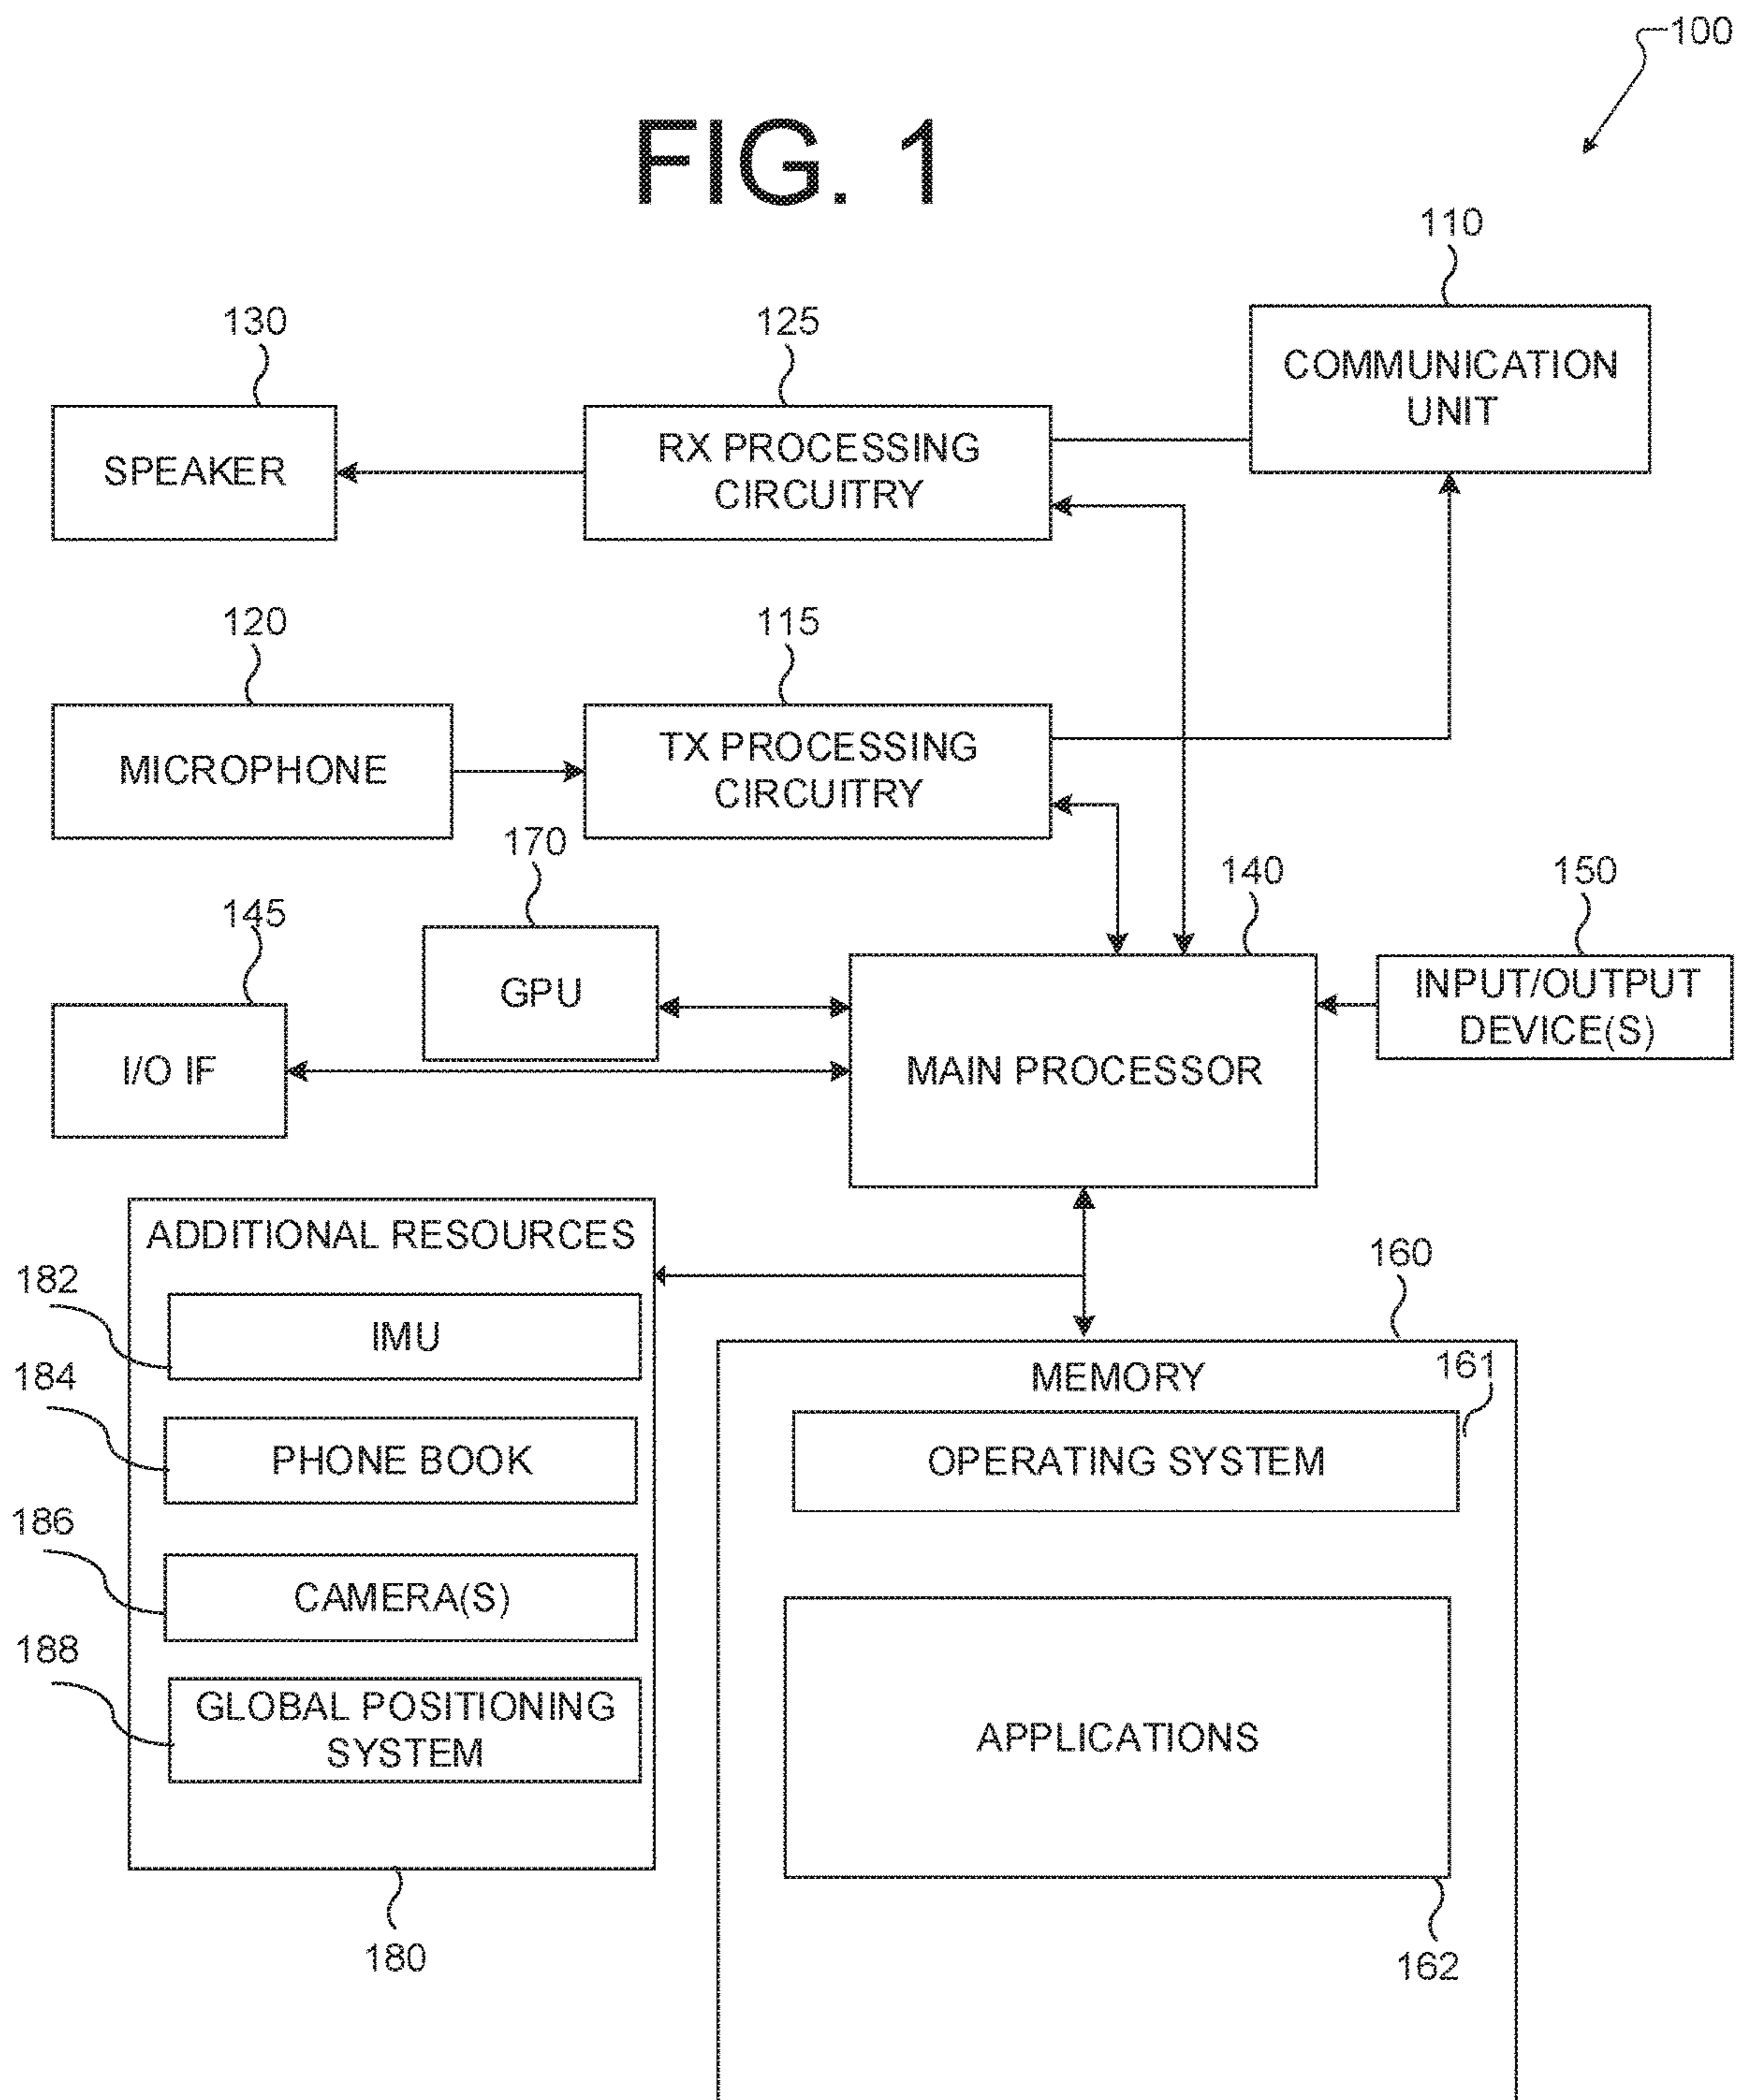 100
FIG. 1
110
130
125
COMMUNICATION
UNIT
SPEAKER
RX PROCESSING
CIRCUITRY
120
115
MICROPHONE
TX PROCESSING
CIRCUITRY
170
140
150
145
GPU
INPUT/OUTPUT
DEVICE(S)
I/O IF
MAIN PROCESSOR
ADDITIONAL RESOURCES
160
182
IMU
161
MEMORY
184
PHONE BOOK
OPERATING SYSTEM
186
CAMERA(S)
188
GLOBAL POSITIONING
SYSTEM
APPLICATIONS
180
162